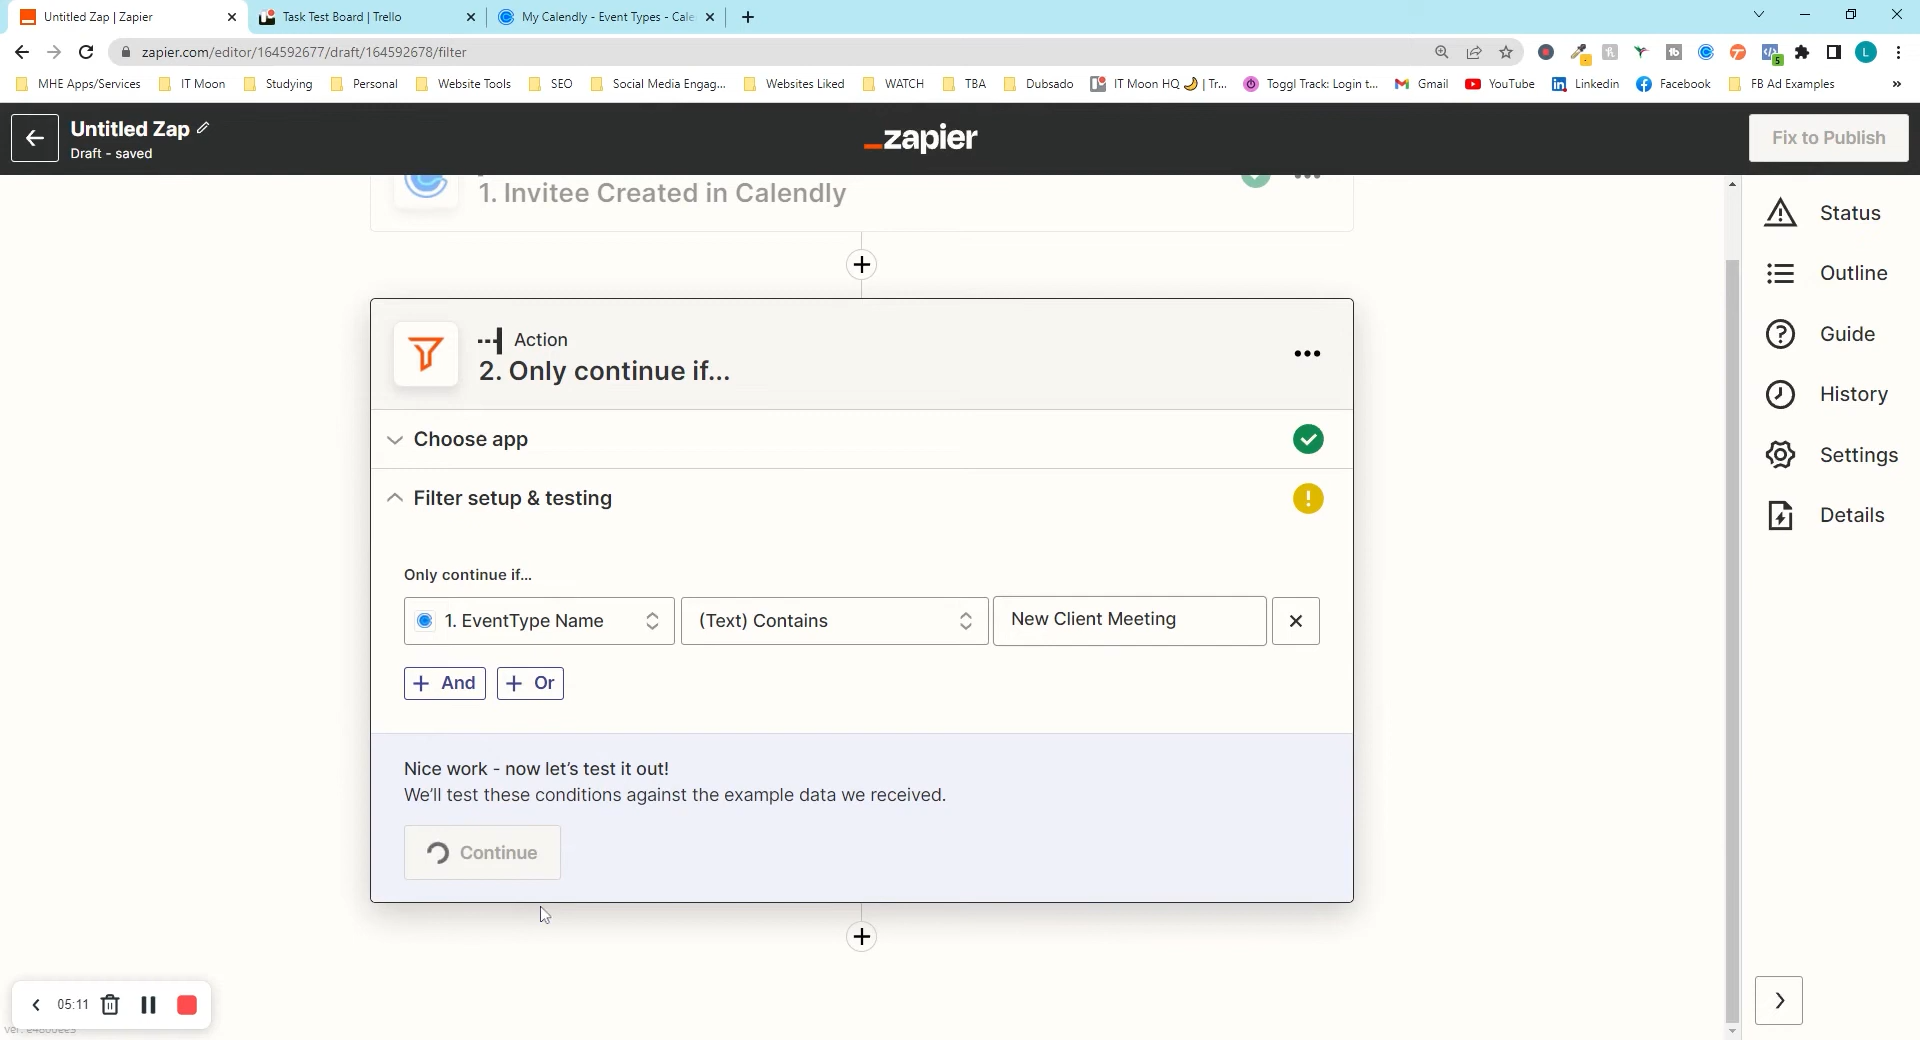 Untitled Zap | Zapier
Task Test Board | Trello
My Calendly - Event Types - Cale
zapier.com/editor/164592677/draft/164592678/filter
MHE Apps/Services
IT Moon
Studying
Personal
Website Tools
SEO
Social Media Engag...
Websites Liked
WATCH
TBA
Dubsado
IT Moon HQ 🌙 | Tr...
Toggl Track: Login t...
Gmail
YouTube
Linkedin
Facebook
FB Ad Examples
»
Untitled Zap
Draft - saved
_zapier
Fix to Publish
1. Invitee Created in Calendly
Action
2. Only continue if...
Choose app
Filter setup & testing
Only continue if...
1. EventType Name
(Text) Contains
New Client Meeting
+ And
+ Or
Nice work - now let's test it out!
We'll test these conditions against the example data we received.
Continue
Status
Outline
Guide
History
Settings
Details
05:11